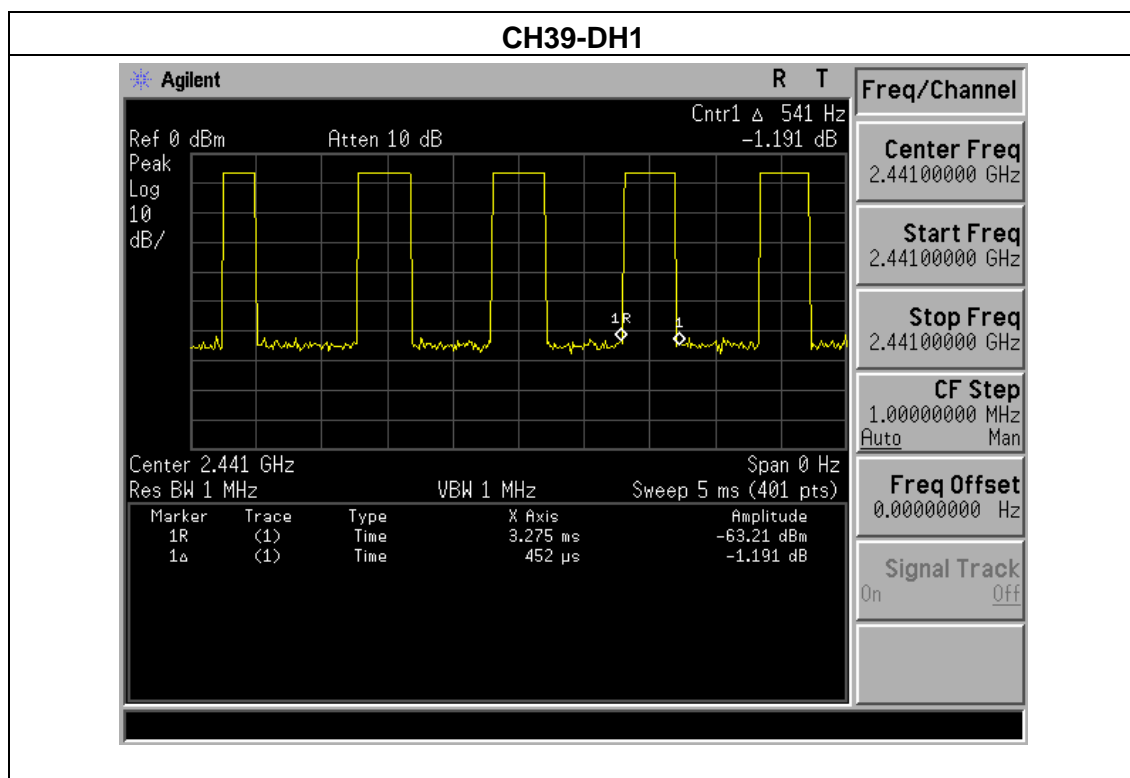 CH39-DH1
Agilent R T
Cntr1 Δ 541 Hz
Ref 0 dBm Atten 10 dB -1.191 dB
Peak
Log
10
dB/
1R 1
Center 2.441 GHz Span 0 Hz
Res BW 1 MHz VBW 1 MHz Sweep 5 ms (401 pts)
Marker Trace Type X Axis Amplitude
1R (1) Time 3.275 ms -63.21 dBm
1Δ (1) Time 452 µs -1.191 dB
Freq/Channel
Center Freq
2.44100000 GHz
Start Freq
2.44100000 GHz
Stop Freq
2.44100000 GHz
CF Step
1.00000000 MHz
Auto Man
Freq Offset
0.00000000 Hz
Signal Track
On Off